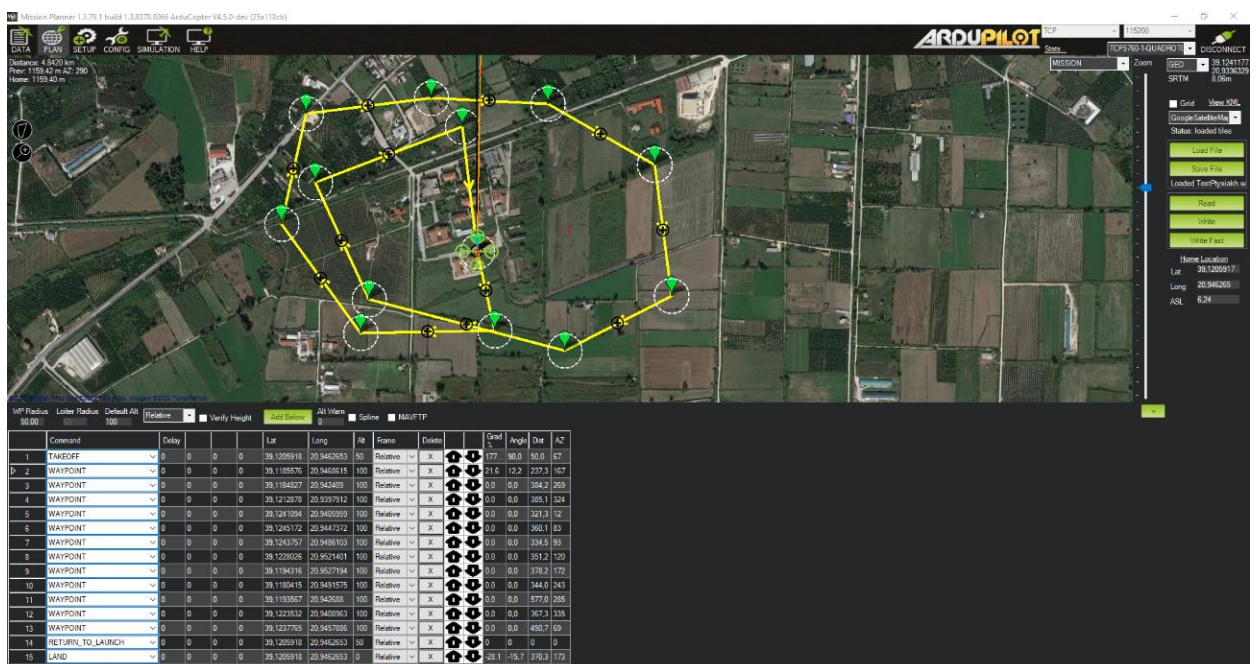 Mission Planner 1.3.79.1 build 1.3.8378.8066 ArduCopter V4.5.0-dev (25a118cb)
DATA PLAN SETUP CONFIG SIMULATION HELP
ARDUPILOT
TCP 115200
Stats... TCP5760-1-QUADROTO DISCONNECT
Distance: 4.8420 km
Prev: 1159.42 m AZ: 290
Home: 1159.40 m
MISSION Zoom
GEO 39.1241177
20.9336329
SRTM 8.06m
Grid View KML
GoogleSatelliteMap
Status: loaded tiles
Load File
Save File
Loaded TestPtyxiakh.w
Read
Write
Write Fast
Home Location
Lat 39,1205917
Long 20,946265
ASL 6,24
WP Radius Loiter Radius Default Alt Relative Verify Height Add Below Alt Warn Spline MAVFTP
50,00 100 0
Command Delay Lat Long Alt Frame Delete Grad % Angle Dist AZ
1 TAKEOFF 0 0 0 0 39,1205918 20,9462653 50 Relative X 177... 90,0 50,0 67
2 WAYPOINT 0 0 0 0 39,1185576 20,9468615 100 Relative X 21,6 12,2 237,3 167
3 WAYPOINT 0 0 0 0 39,1184827 20,942409 100 Relative X 0,0 0,0 384,2 269
4 WAYPOINT 0 0 0 0 39,1212878 20,9397912 100 Relative X 0,0 0,0 385,1 324
5 WAYPOINT 0 0 0 0 39,1241094 20,9405959 100 Relative X 0,0 0,0 321,3 12
6 WAYPOINT 0 0 0 0 39,1245172 20,9447372 100 Relative X 0,0 0,0 360,1 83
7 WAYPOINT 0 0 0 0 39,1243757 20,9486103 100 Relative X 0,0 0,0 334,5 93
8 WAYPOINT 0 0 0 0 39,1228026 20,9521401 100 Relative X 0,0 0,0 351,2 120
9 WAYPOINT 0 0 0 0 39,1194316 20,9527194 100 Relative X 0,0 0,0 378,2 172
10 WAYPOINT 0 0 0 0 39,1180415 20,9491575 100 Relative X 0,0 0,0 344,0 243
11 WAYPOINT 0 0 0 0 39,1193567 20,942688 100 Relative X 0,0 0,0 577,0 285
12 WAYPOINT 0 0 0 0 39,1223532 20,9408963 100 Relative X 0,0 0,0 367,3 335
13 WAYPOINT 0 0 0 0 39,1237765 20,9457886 100 Relative X 0,0 0,0 450,7 69
14 RETURN_TO_LAUNCH 0 0 0 0 39,1205918 20,9462653 50 Relative X 0 0 0 0
15 LAND 0 0 0 0 39,1205918 20,9462653 0 Relative X -28,1 -15,7 370,3 173